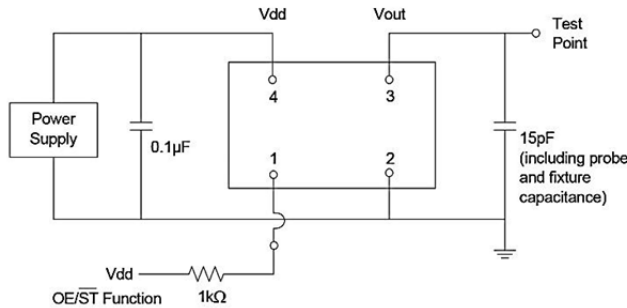 Vdd
Vout
Test
Point
Power
Supply
0.1µF
4
3
1
2
15pF
(including probe
and fixture
capacitance)
Vdd
OE/S̅T̅ Function
1kΩ